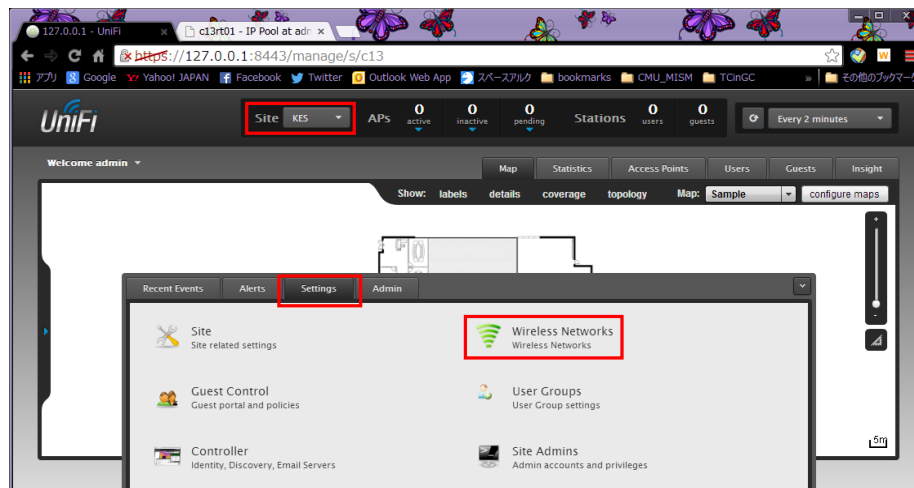 127.0.0.1 - UniFi
c13rt01 - IP Pool at adr
https://127.0.0.1:8443/manage/s/c13
アプリ Google Yahoo! JAPAN Facebook Twitter Outlook Web App スペースアルク bookmarks CMU_MISM TCinGC » その他のブックマーク
UniFi
Site KES APs 0 active 0 inactive 0 pending Stations 0 users 0 guests Every 2 minutes
Welcome admin
Map Statistics Access Points Users Guests Insight
Show: labels details coverage topology Map: Sample configure maps
+
-
Recent Events Alerts Settings Admin
Site
Site related settings
Wireless Networks
Wireless Networks
Guest Control
Guest portal and policies
User Groups
User Group settings
Controller
Identity, Discovery, Email Servers
Site Admins
Admin accounts and privileges
5m